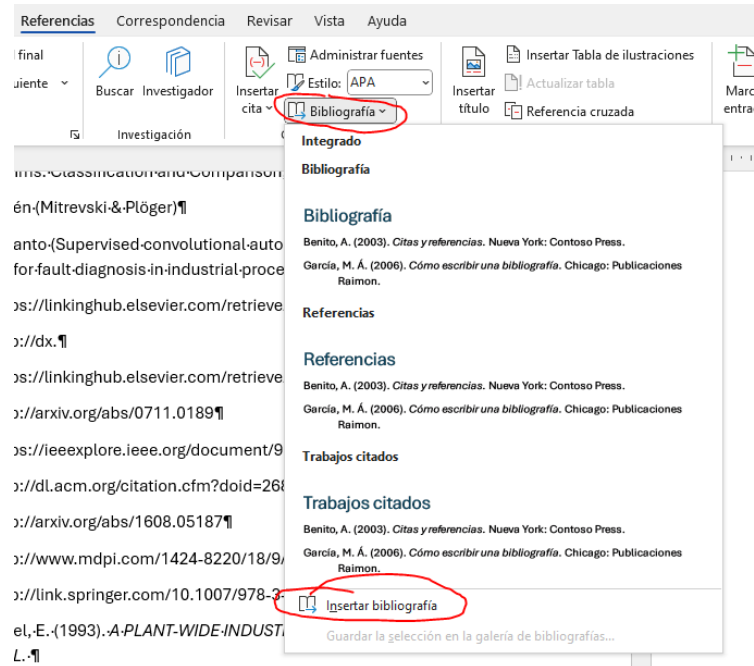 Referencias Correspondencia Revisar Vista Ayuda
l final
uiente
Buscar Investigador
Investigación
Insertar cita
Administrar fuentes
Estilo: APA
Bibliografía
Insertar título
Insertar Tabla de ilustraciones
Actualizar tabla
Referencia cruzada
Marc
entra
Integrado
Bibliografía
Bibliografía
Benito, A. (2003). Citas y referencias. Nueva York: Contoso Press.
García, M. Á. (2006). Cómo escribir una bibliografía. Chicago: Publicaciones
Raimon.
Referencias
Referencias
Benito, A. (2003). Citas y referencias. Nueva York: Contoso Press.
García, M. Á. (2006). Cómo escribir una bibliografía. Chicago: Publicaciones
Raimon.
Trabajos citados
Trabajos citados
Benito, A. (2003). Citas y referencias. Nueva York: Contoso Press.
García, M. Á. (2006). Cómo escribir una bibliografía. Chicago: Publicaciones
Raimon.
Insertar bibliografía
Guardar la selección en la galería de bibliografías...
Classification·and·Comparison
én·(Mitrevski·&·Plöger)¶
anto·(Supervised·convolutional·auto
for·fault·diagnosis·in·industrial·proce
os://linkinghub.elsevier.com/retrieve
o://dx.¶
os://linkinghub.elsevier.com/retrieve
o://arxiv.org/abs/0711.0189¶
os://ieeexplore.ieee.org/document/9
o://dl.acm.org/citation.cfm?doid=268
o://arxiv.org/abs/1608.05187¶
o://www.mdpi.com/1424-8220/18/9/
o://link.springer.com/10.1007/978-3-
el,·E.·(1993).·A·PLANT-WIDE·INDUST
L.·¶